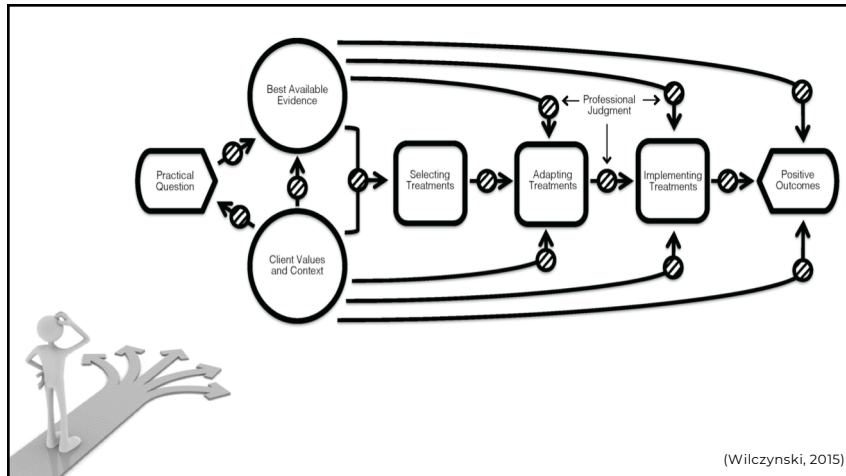 Best Available
Evidence
Professional
Judgment
Practical
Question
Selecting
Treatments
Adapting
Treatments
Implementing
Treatments
Positive
Outcomes
Client Values
and Context
(Wilczynski, 2015)